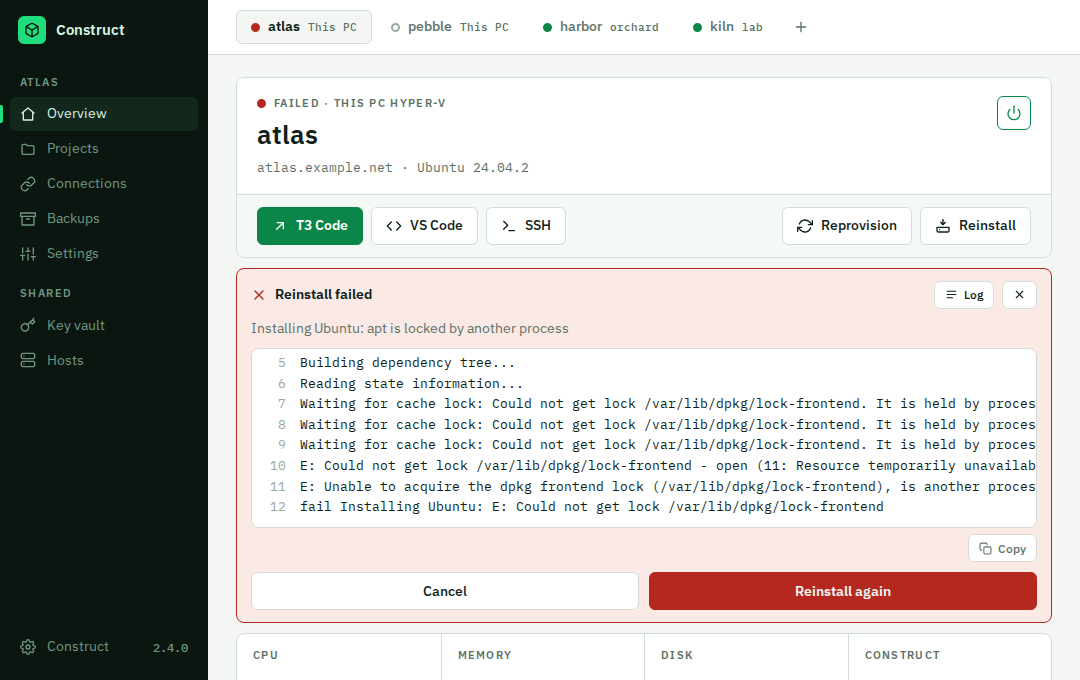 Construct
ATLAS
Overview
Projects
Connections
Backups
Settings
SHARED
Key vault
Hosts
Construct 2.4.0
atlas This PC
pebble This PC
harbor orchard
kiln lab
FAILED · THIS PC HYPER-V
atlas
atlas.example.net · Ubuntu 24.04.2
T3 Code
VS Code
SSH
Reprovision
Reinstall
Reinstall failed
Log
Installing Ubuntu: apt is locked by another process
5 Building dependency tree...
6 Reading state information...
7 Waiting for cache lock: Could not get lock /var/lib/dpkg/lock-frontend. It is held by proces
8 Waiting for cache lock: Could not get lock /var/lib/dpkg/lock-frontend. It is held by proces
9 Waiting for cache lock: Could not get lock /var/lib/dpkg/lock-frontend. It is held by proces
10 E: Could not get lock /var/lib/dpkg/lock-frontend - open (11: Resource temporarily unavailab
11 E: Unable to acquire the dpkg frontend lock (/var/lib/dpkg/lock-frontend), is another proces
12 fail Installing Ubuntu: E: Could not get lock /var/lib/dpkg/lock-frontend
Copy
Cancel
Reinstall again
CPU
MEMORY
DISK
CONSTRUCT